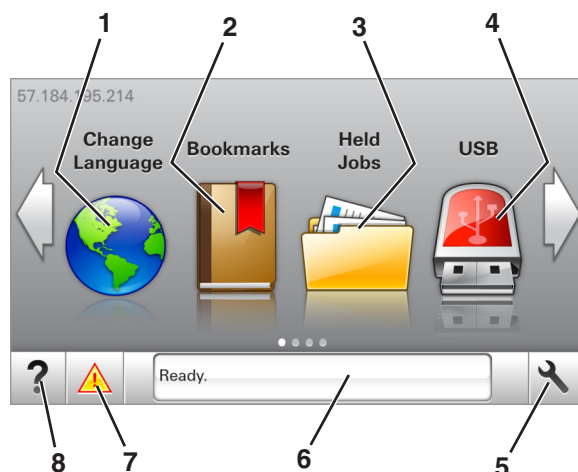 1 2 3 4
57.184.195.214
Change
Language
Bookmarks
Held
Jobs
USB
?
Ready.
8 7 6 5